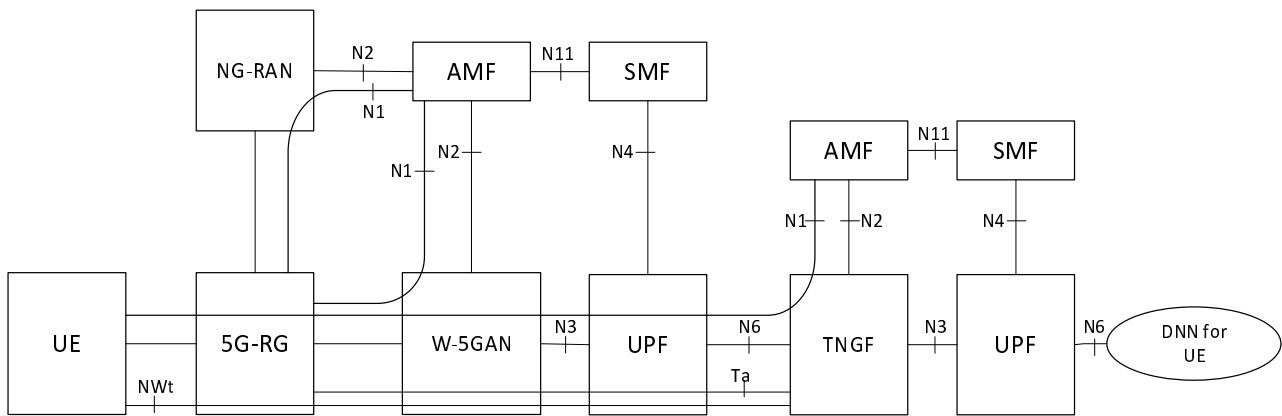 N2
N11
NG-RAN
AMF
SMF
N1
N11
AMF
SMF
N2
N4
N1
N1
N2
N4
N3
N6
N3
N6
UE
5G-RG
W-5GAN
UPF
TNGF
UPF
DNN for
UE
Ta
NWt